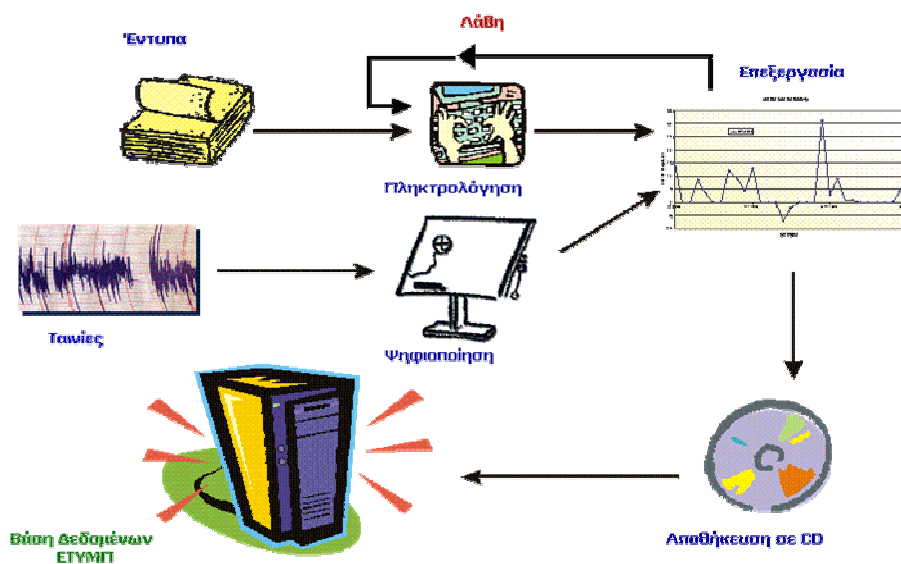 Λάθη
Έντυπα
Επεξεργασία
Πληκτρολόγηση
Ταινίες
Ψηφιοποίηση
Βάση Δεδομένων
ΕΤΥΜΠ
Αποθήκευση σε CD